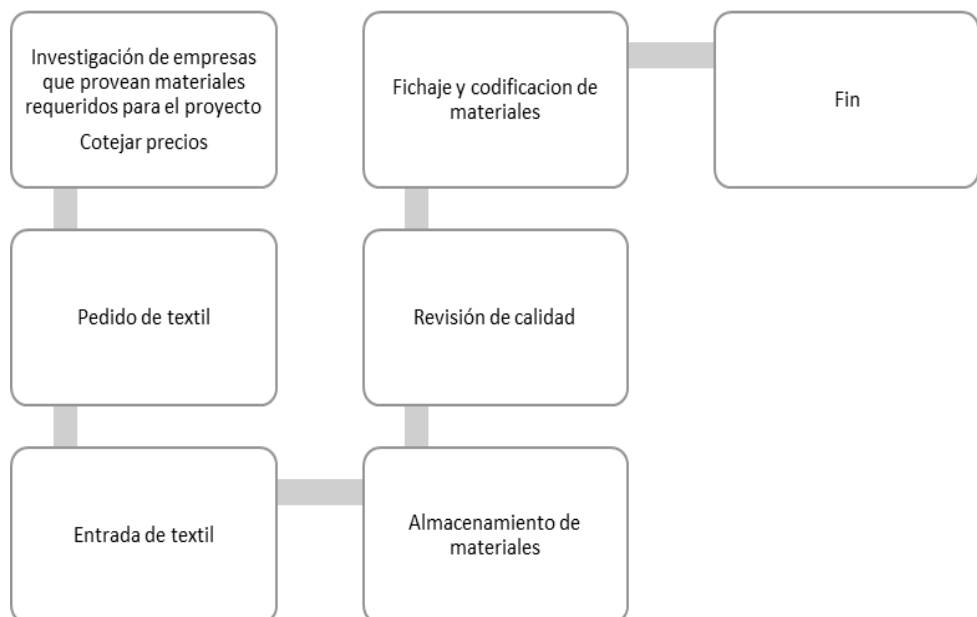 Investigación de empresas
que provean materiales
requeridos para el proyecto
Cotejar precios
Pedido de textil
Entrada de textil
Almacenamiento de
materiales
Revisión de calidad
Fichaje y codificacion de
materiales
Fin